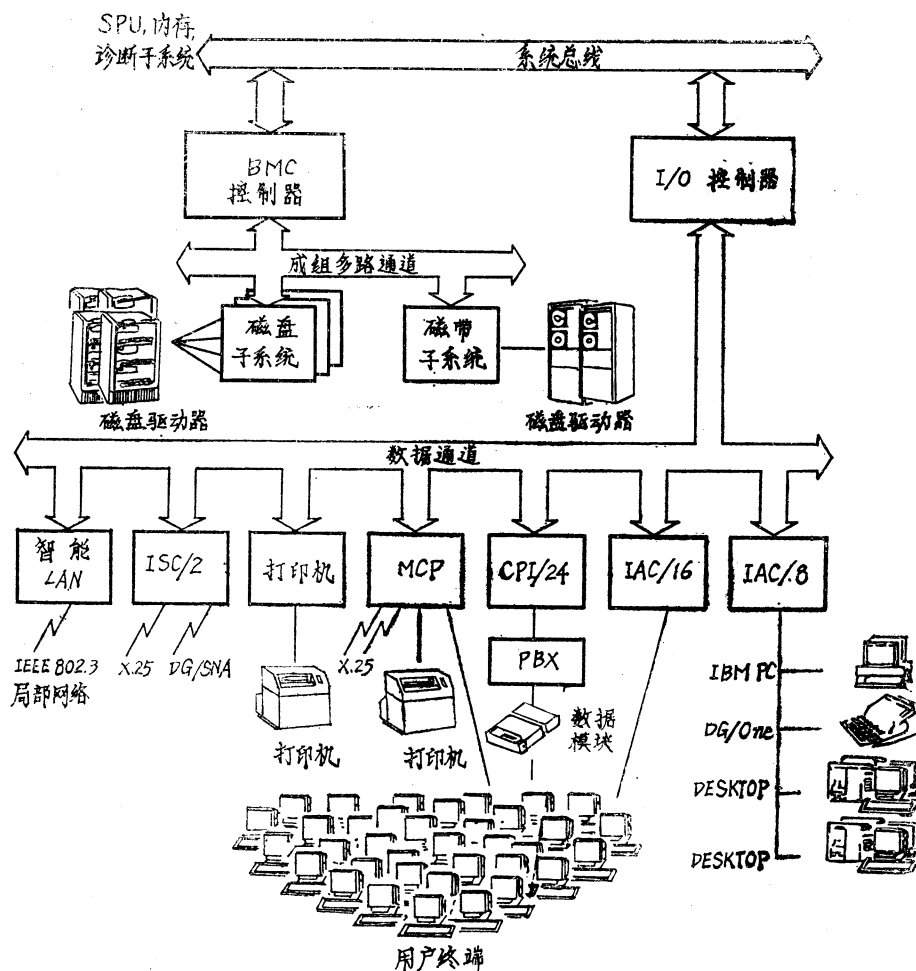 SPU,内存,
诊断子系统
系统总线
BMC
控制器
I/O 控制器
成组多路通道
磁盘
子系统
磁带
子系统
磁盘驱动器
磁盘驱动器
数据通道
智能
LAN
ISC/2
打印机
MCP
CPI/24
IAC/16
IAC/.8
IEEE 802.3
局部网络
X.25
DG/SNA
X.25
PBX
数据
模块
打印机
打印机
IBM PC
DG/One
DESKTOP
DESKTOP
用户终端